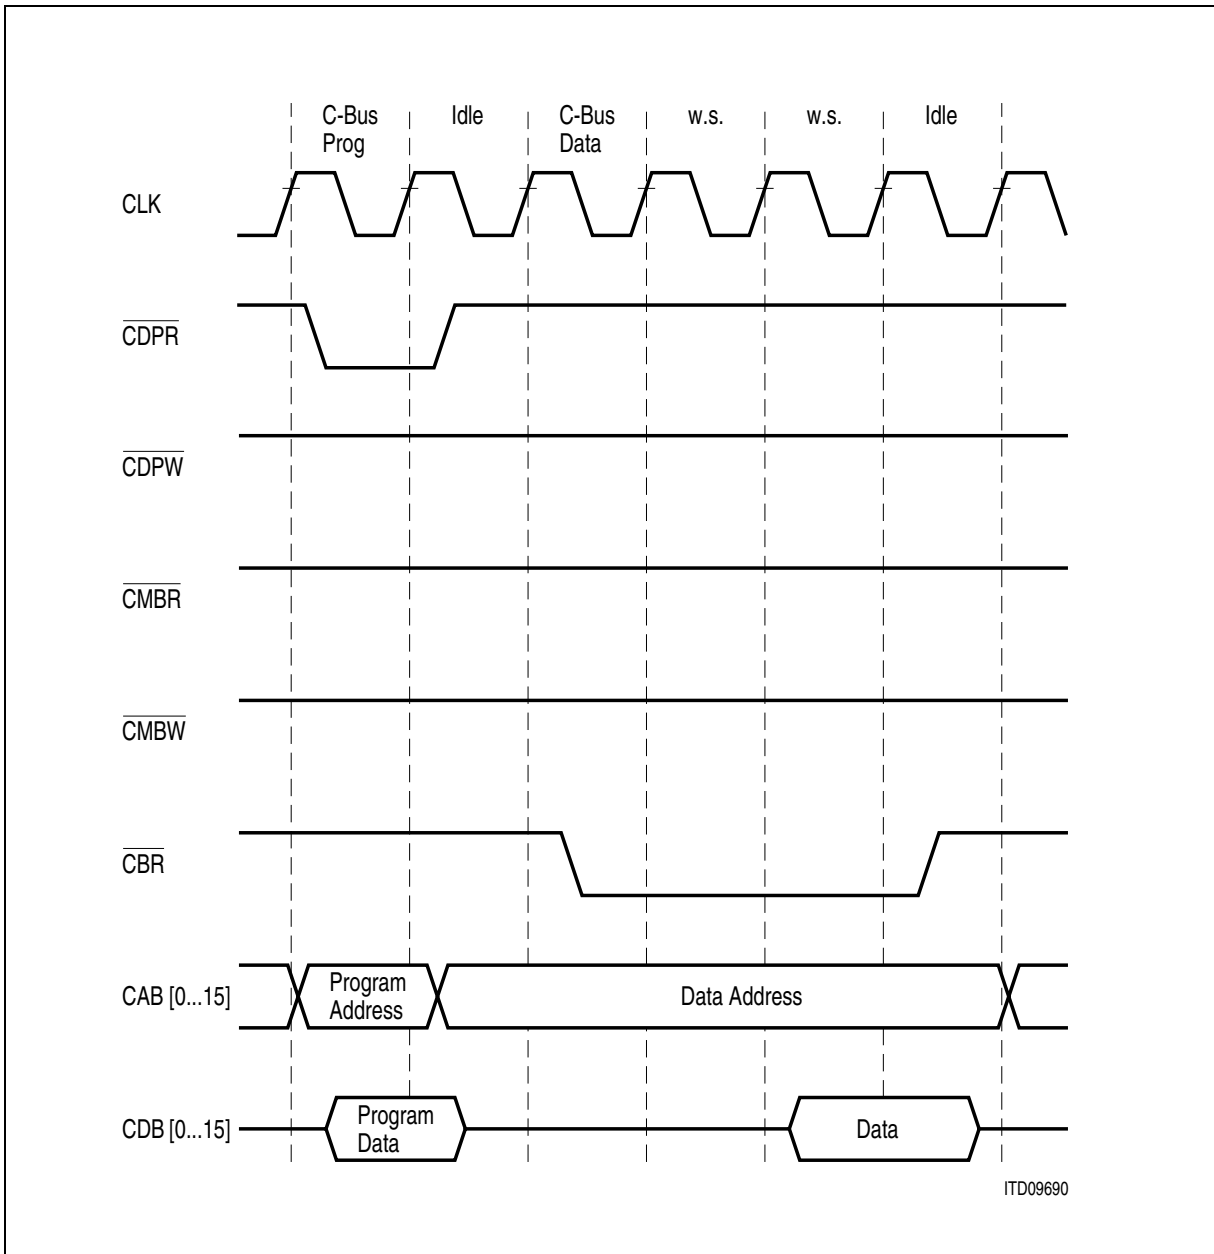 C-Bus Prog
Idle
C-Bus Data
w.s.
w.s.
Idle
CLK
CDPR
CDPW
CMBR
CMBW
CBR
CAB [0...15]
Program Address
Data Address
CDB [0...15]
Program Data
Data
ITD09690